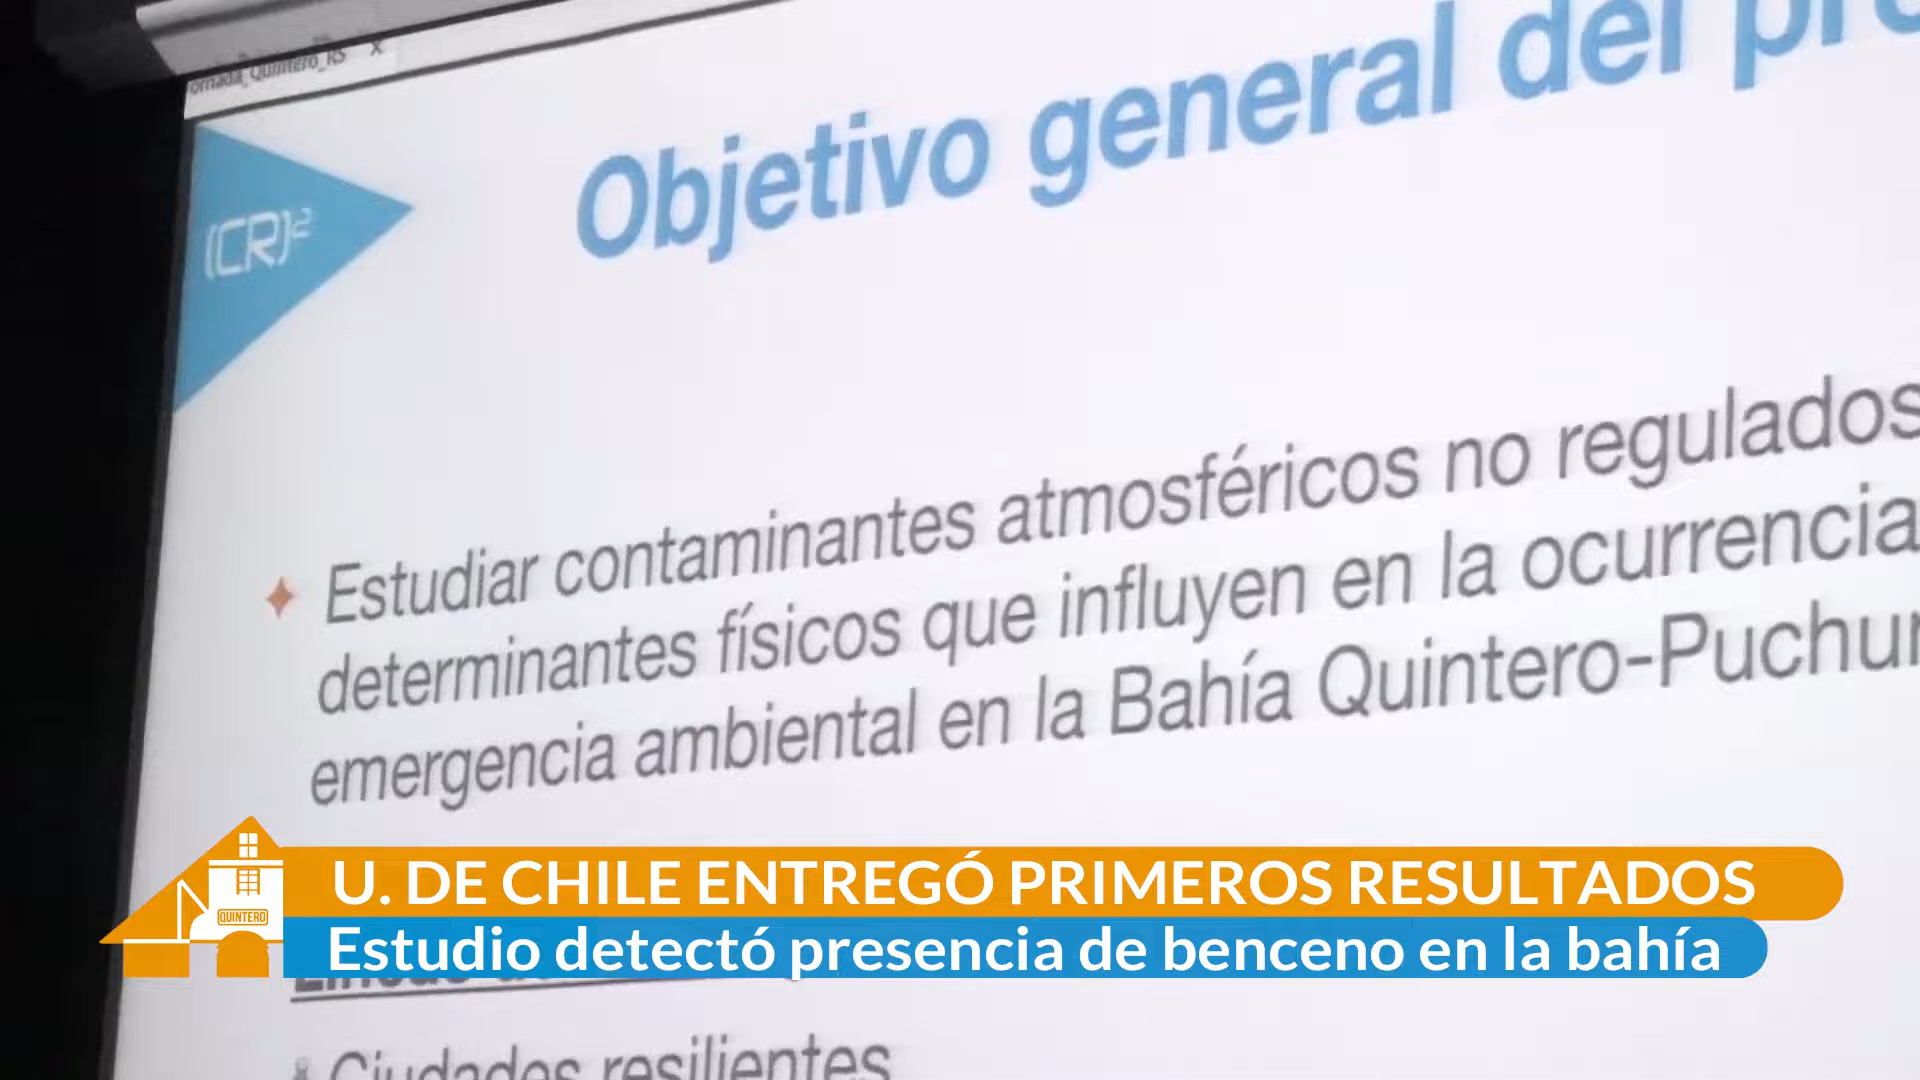 ornada_Quintero_RS x
(CR)²
Objetivo general del
Estudiar contaminantes atmosféricos no regulados
determinantes físicos que influyen en la ocurrencia
emergencia ambiental en la Bahía Quintero-Puchun
QUINTERO
U. DE CHILE ENTREGÓ PRIMEROS RESULTADOS
Estudio detectó presencia de benceno en la bahía
Ciudades resilientes